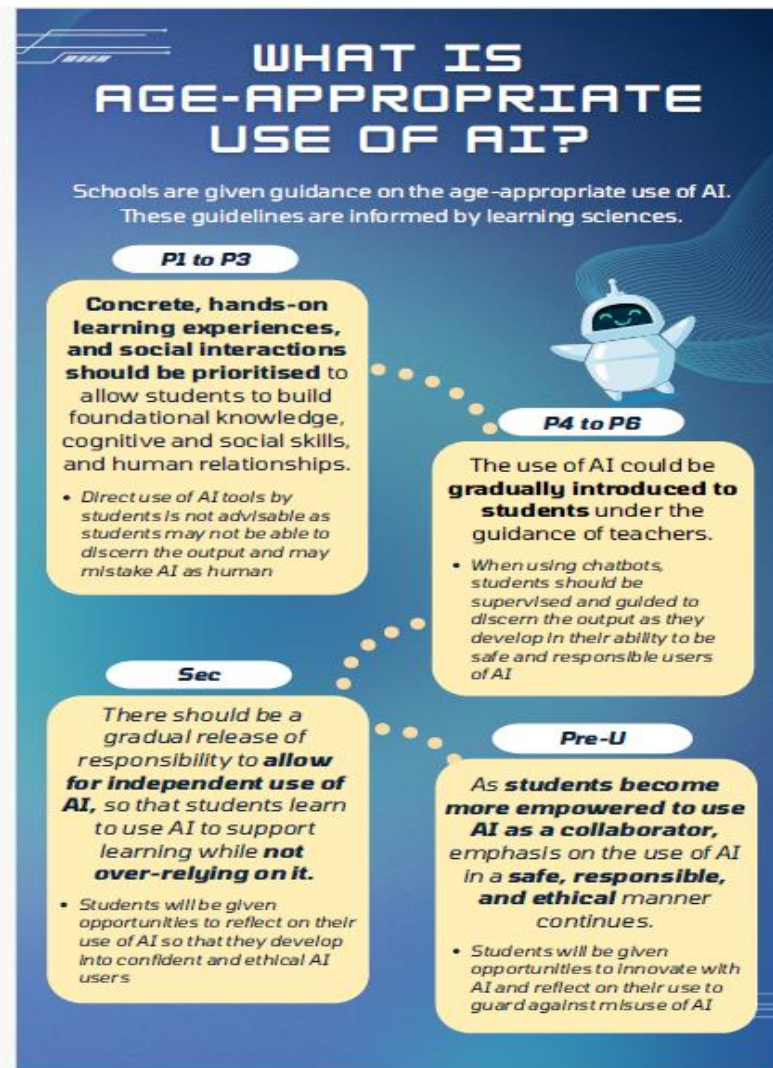 WHAT IS
AGE-APPROPRIATE
USE OF AI?
Schools are given guidance on the age-appropriate use of AI.
These guidelines are informed by learning sciences.
P1 to P3
Concrete, hands-on
learning experiences,
and social interactions
should be prioritised to
allow students to build
foundational knowledge,
cognitive and social skills,
and human relationships.
• Direct use of AI tools by
students is not advisable as
students may not be able to
discern the output and may
mistake AI as human
P4 to P6
The use of AI could be
gradually introduced to
students under the
guidance of teachers.
• When using chatbots,
students should be
supervised and guided to
discern the output as they
develop in their ability to be
safe and responsible users
of AI
Sec
There should be a
gradual release of
responsibility to allow
for independent use of
AI, so that students learn
to use AI to support
learning while not
over-relying on it.
• Students will be given
opportunities to reflect on their
use of AI so that they develop
into confident and ethical AI
users
Pre-U
As students become
more empowered to use
AI as a collaborator,
emphasis on the use of AI
in a safe, responsible,
and ethical manner
continues.
• Students will be given
opportunities to innovate with
AI and reflect on their use to
guard against misuse of AI